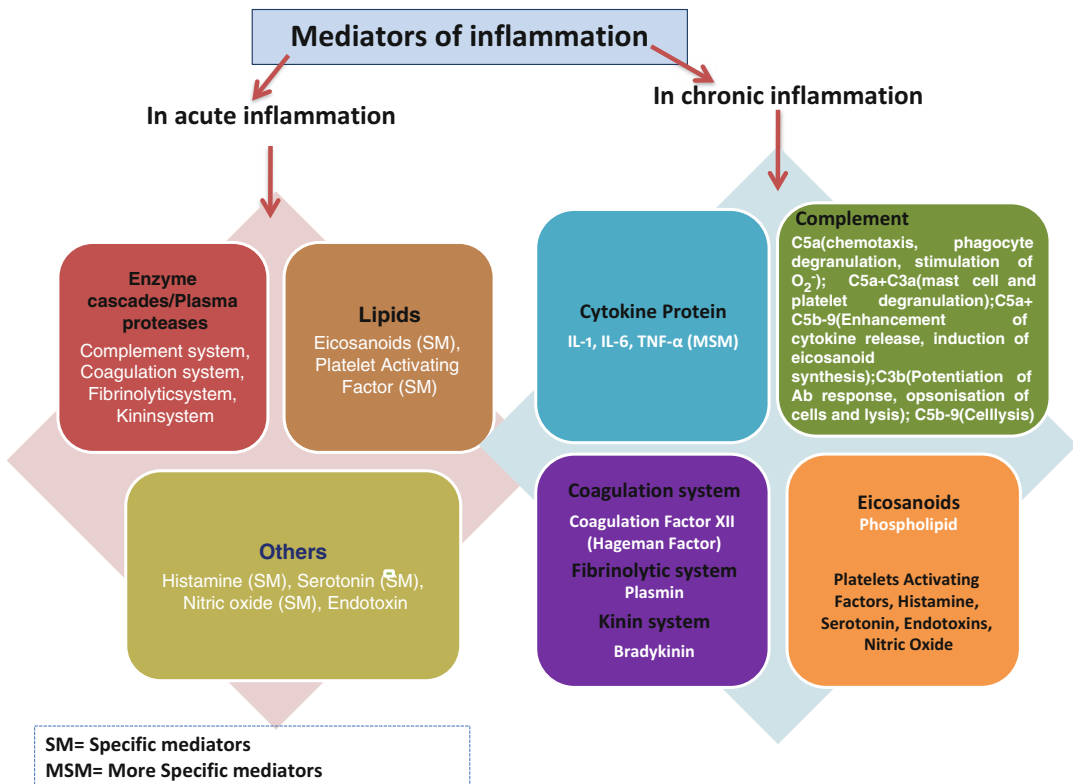 Mediators of inflammation
In acute inflammation
In chronic inflammation
Enzyme
cascades/Plasma
proteases
Complement system,
Coagulation system,
Fibrinolyticsystem,
Kininsystem
Lipids
Eicosanoids (SM),
Platelet Activating
Factor (SM)
Others
Histamine (SM), Serotonin (SM),
Nitric oxide (SM), Endotoxin
Cytokine Protein
IL-1, IL-6, TNF-α (MSM)
Complement
C5a(chemotaxis, phagocyte
degranulation, stimulation of
O₂⁻); C5a+C3a(mast cell and
platelet degranulation);C5a+
C5b-9(Enhancement of
cytokine release, induction of
eicosanoid
synthesis);C3b(Potentiation of
Ab response, opsonisation of
cells and lysis); C5b-9(Celllysis)
Coagulation system
Coagulation Factor XII
(Hageman Factor)
Fibrinolytic system
Plasmin
Kinin system
Bradykinin
Eicosanoids
Phospholipid
Platelets Activating
Factors, Histamine,
Serotonin, Endotoxins,
Nitric Oxide
SM= Specific mediators
MSM= More Specific mediators